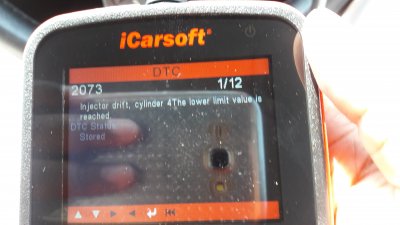 iCarsoft®
DTC
2073 1/12
Injector drift, cylinder 4The lower limit value is
reached.
DTC Status:
Stored